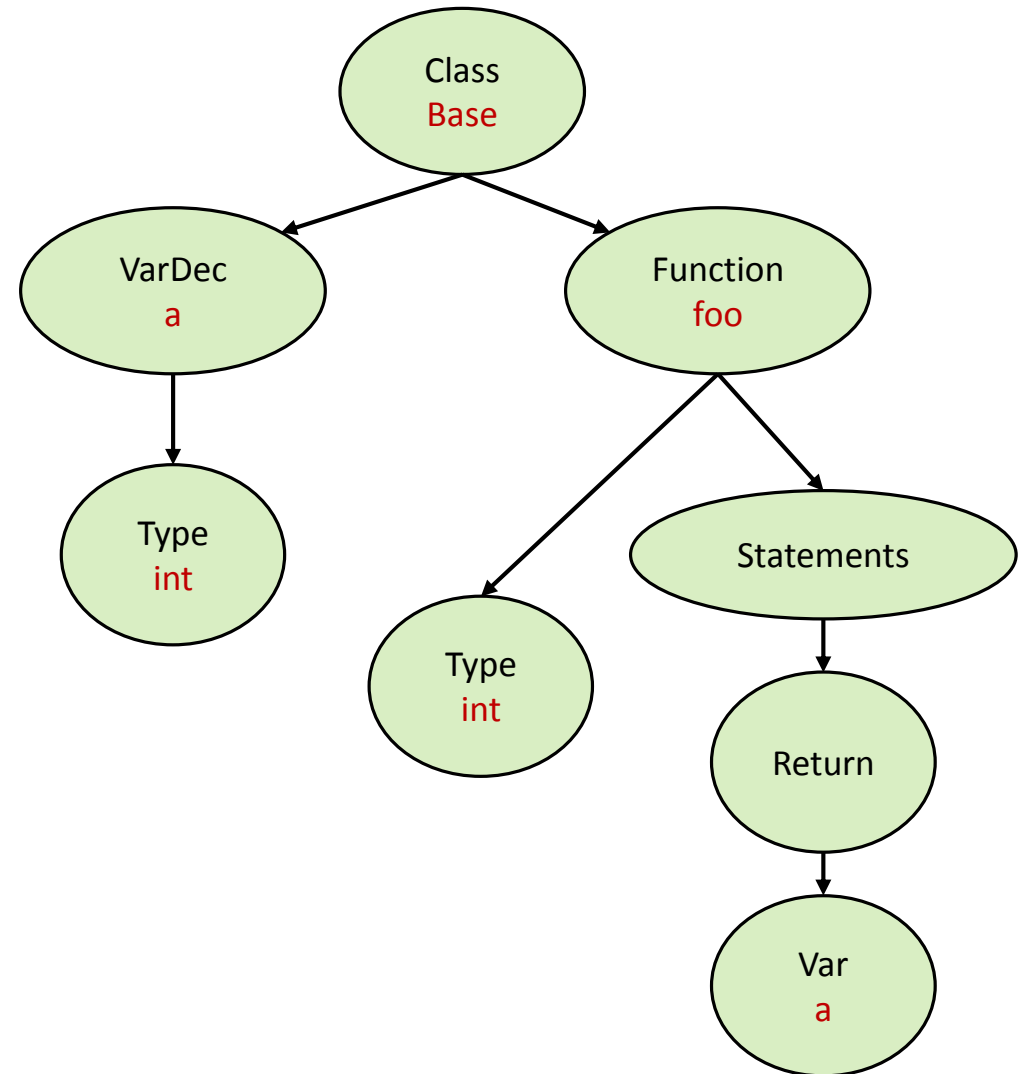 Class
Base
VarDec
a
Function
foo
Type
int
Statements
Type
int
Return
Var
a